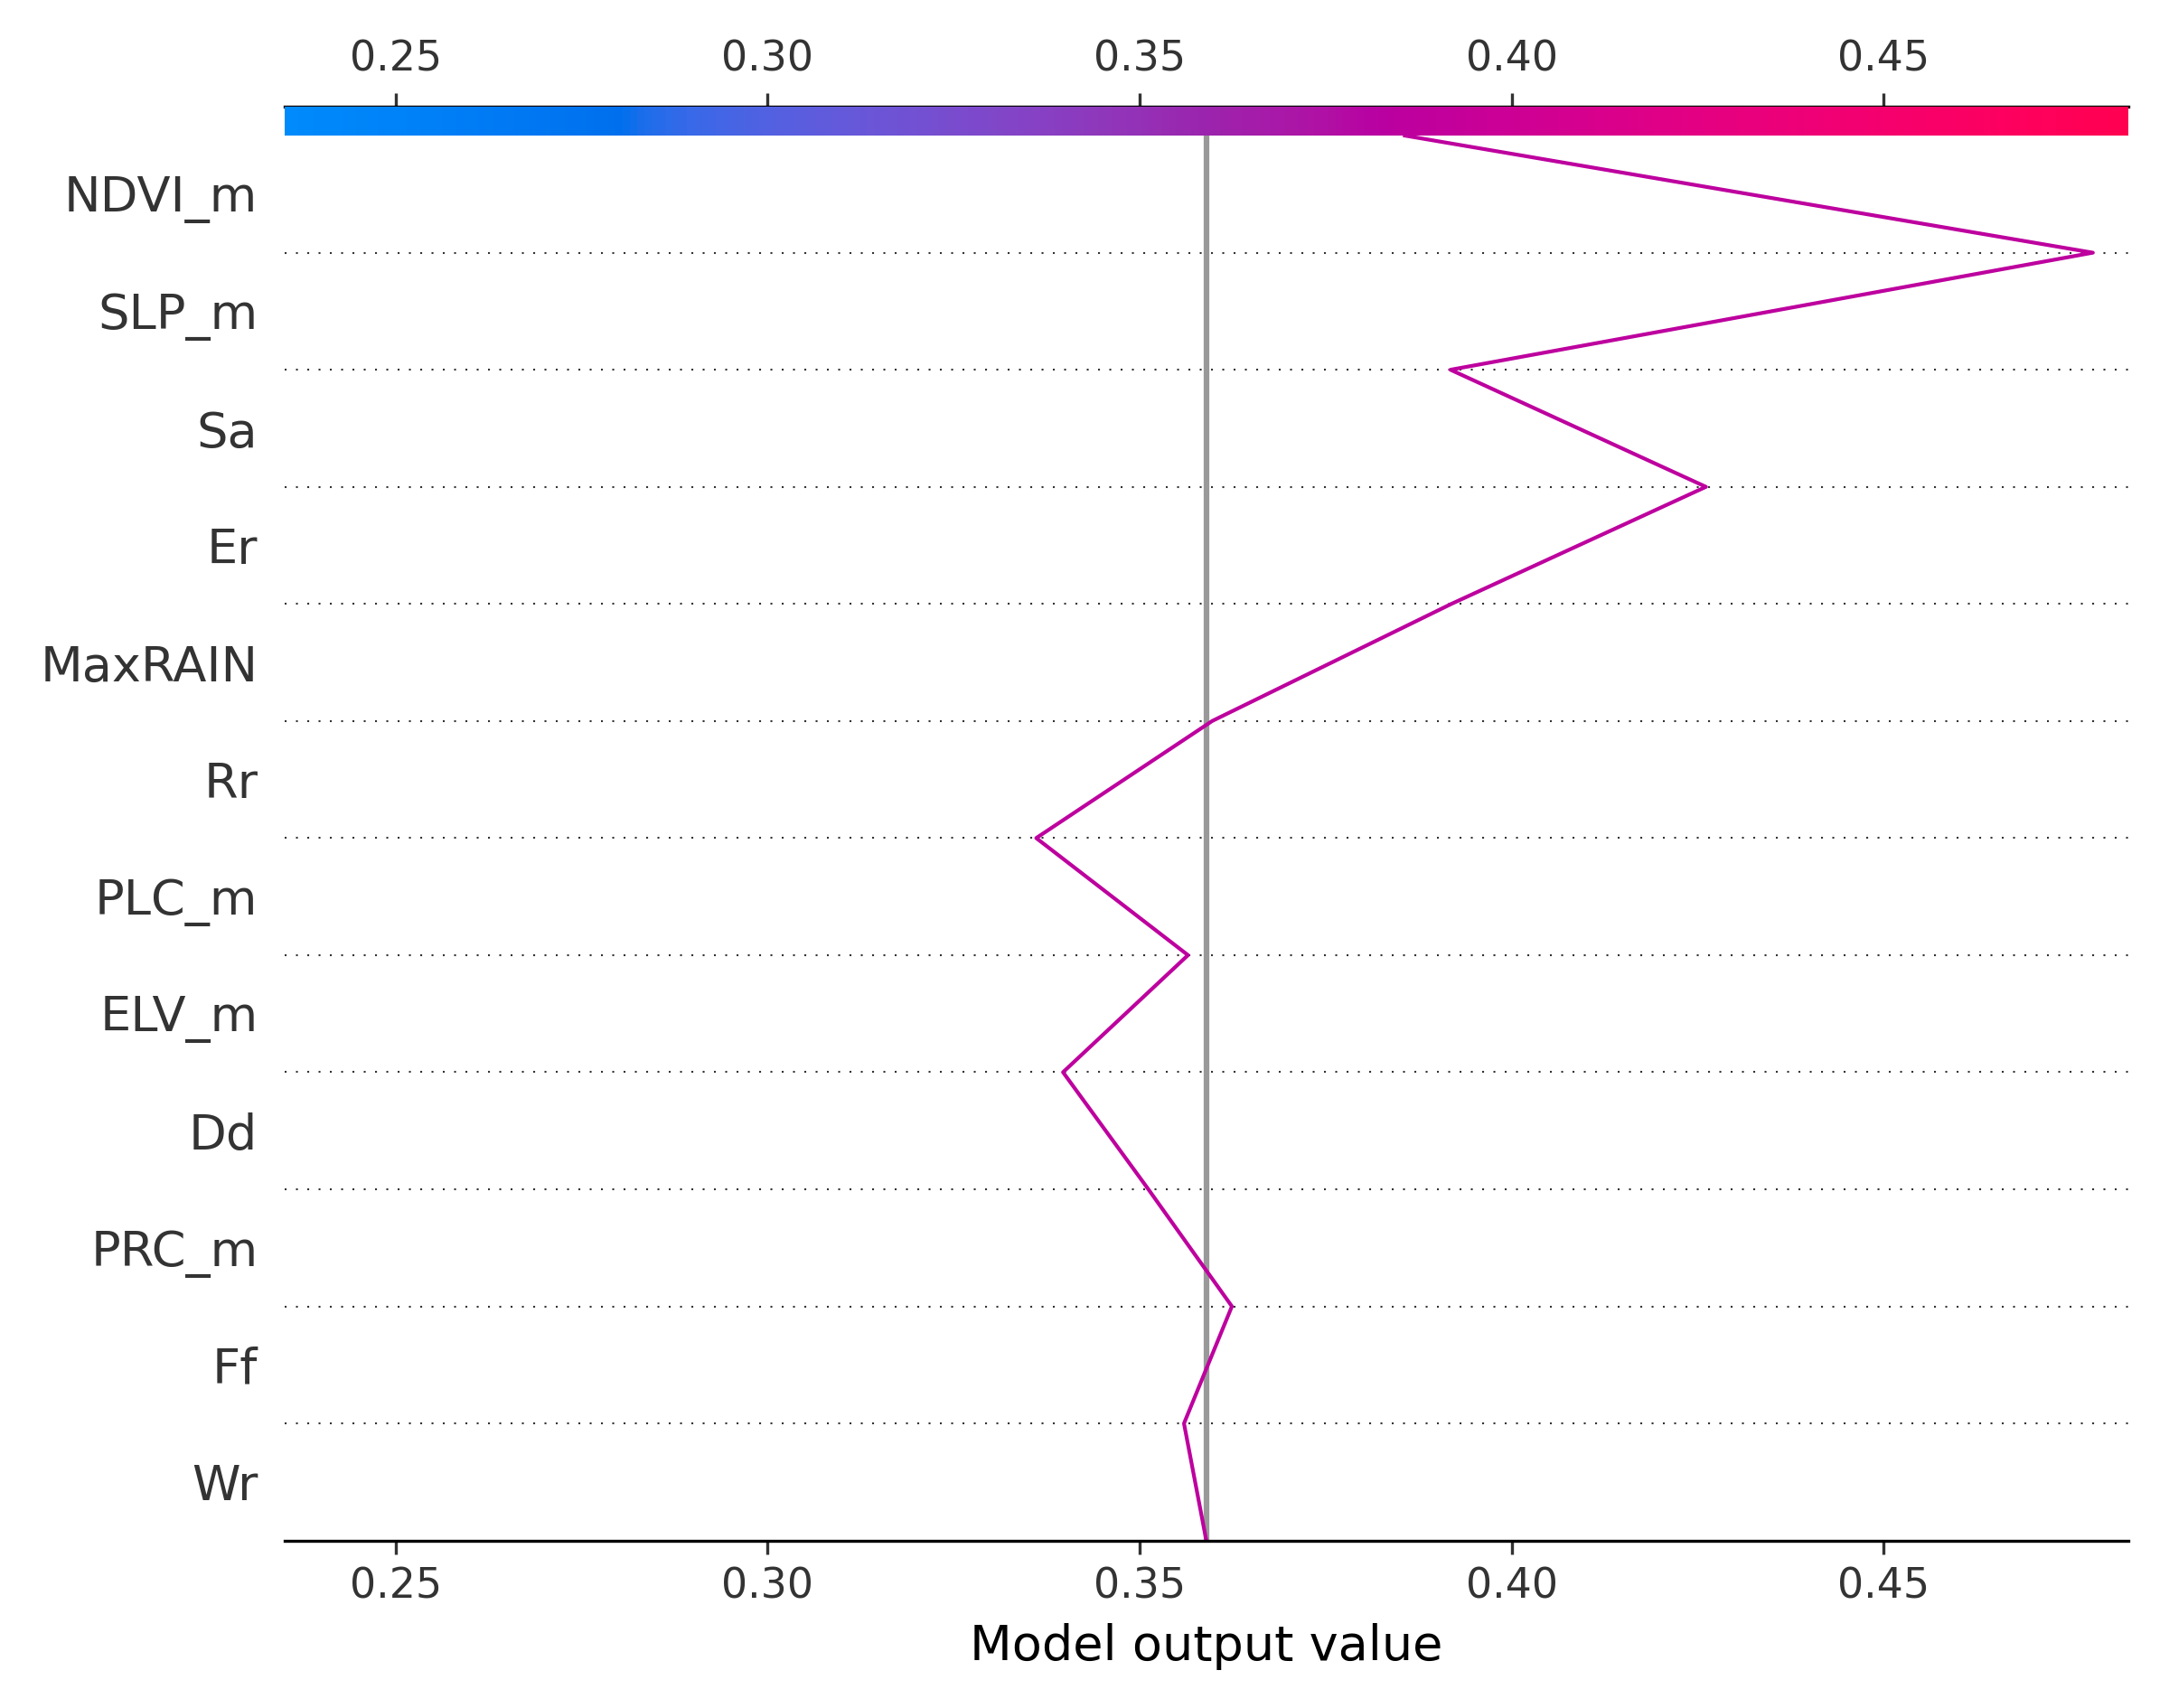 0.25 0.30 0.35 0.40 0.45
NDVI_m
SLP_m
Sa
Er
MaxRAIN
Rr
PLC_m
ELV_m
Dd
PRC_m
Ff
Wr
0.25 0.30 0.35 0.40 0.45
Model output value